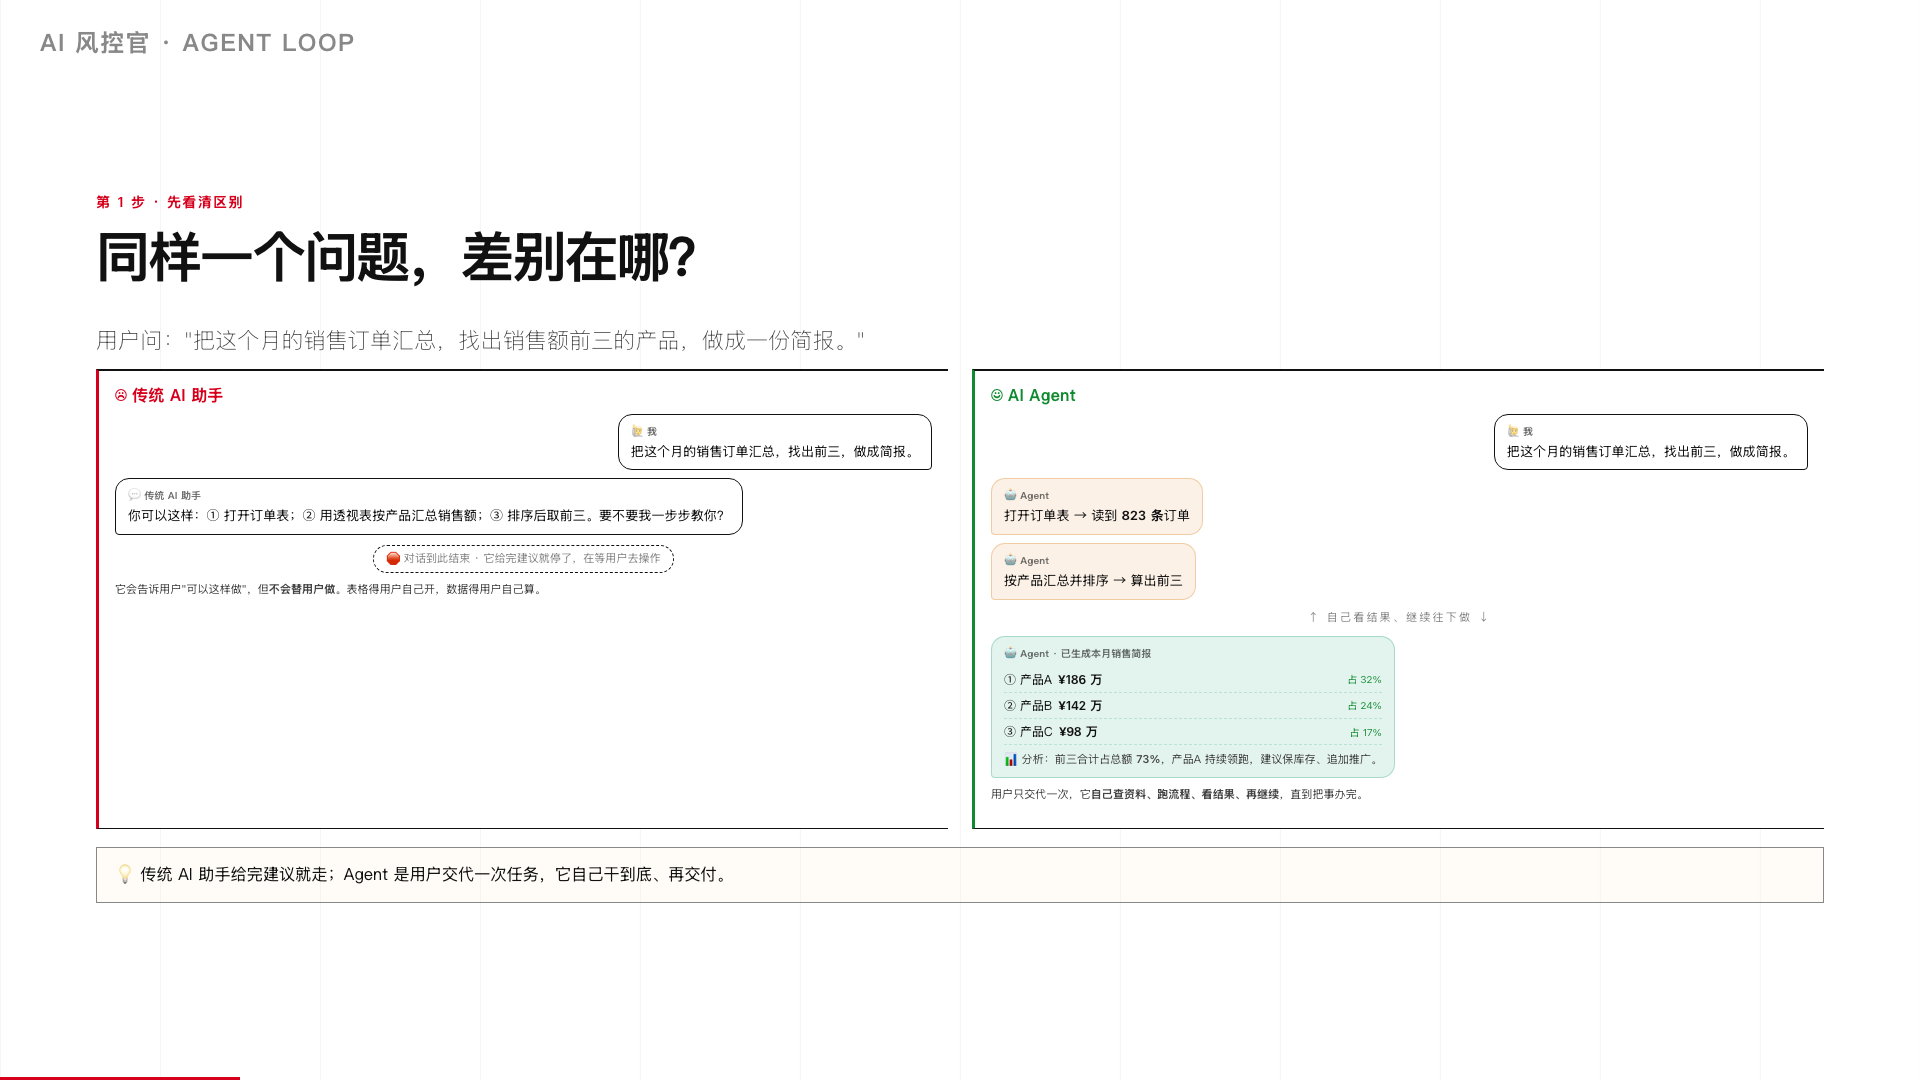 AI 风控官 · AGENT LOOP
第 1 步 · 先看清区别
同样一个问题，差别在哪？
用户问："把这个月的销售订单汇总，找出销售额前三的产品，做成一份简报。"
传统 AI 助手
我
把这个月的销售订单汇总，找出前三，做成简报。
传统 AI 助手
你可以这样：① 打开订单表；② 用透视表按产品汇总销售额；③ 排序后取前三。要不要我一步步教你？
对话到此结束 · 它给完建议就停了，在等用户去操作
它会告诉用户"可以这样做"，但不会替用户做。表格得用户自己开，数据得用户自己算。
AI Agent
我
把这个月的销售订单汇总，找出前三，做成简报。
Agent
打开订单表 → 读到 823 条订单
Agent
按产品汇总并排序 → 算出前三
↑ 自己看结果、继续往下做 ↓
Agent · 已生成本月销售简报
① 产品A ¥186 万 占 32%
② 产品B ¥142 万 占 24%
③ 产品C ¥98 万 占 17%
分析：前三合计占总额 73%，产品A 持续领跑，建议保库存、追加推广。
用户只交代一次，它自己查资料、跑流程、看结果、再继续，直到把事办完。
传统 AI 助手给完建议就走；Agent 是用户交代一次任务，它自己干到底、再交付。